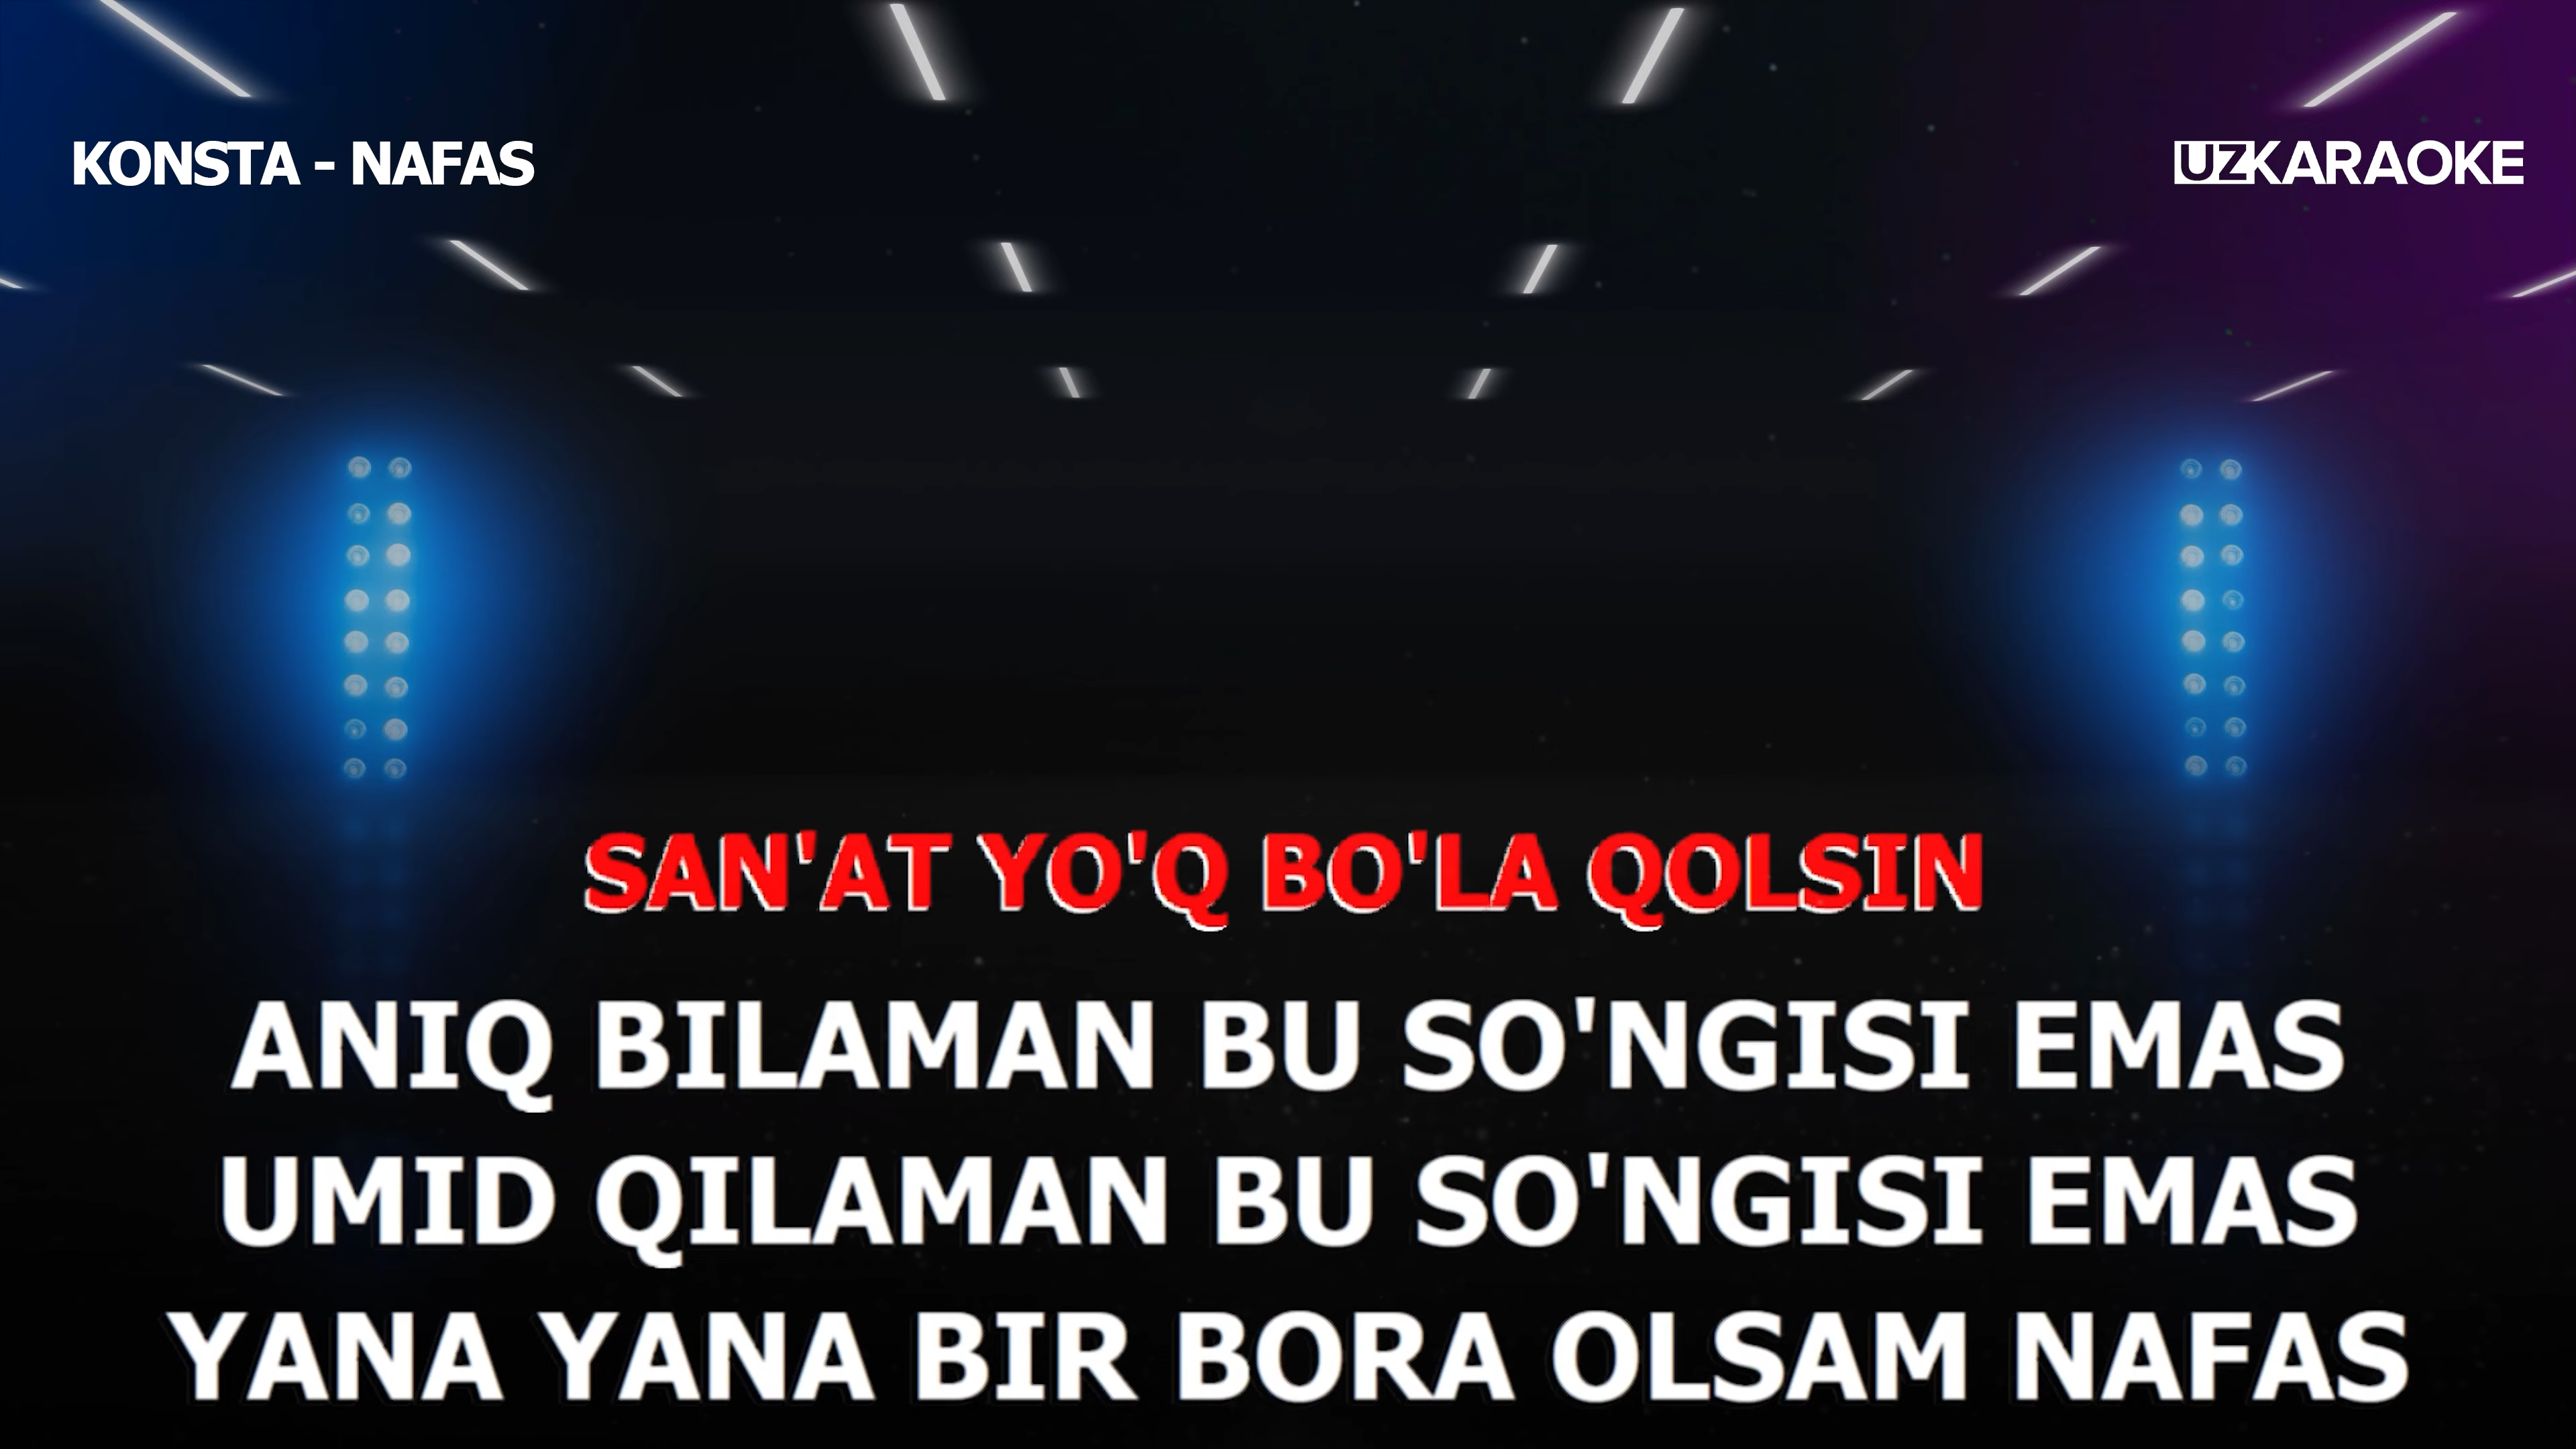 KONSTA - NAFAS
UZKARAOKE
SAN'AT YO'Q BO'LA QOLSIN
ANIQ BILAMAN BU SO'NGISI EMAS
UMID QILAMAN BU SO'NGISI EMAS
YANA YANA BIR BORA OLSAM NAFAS